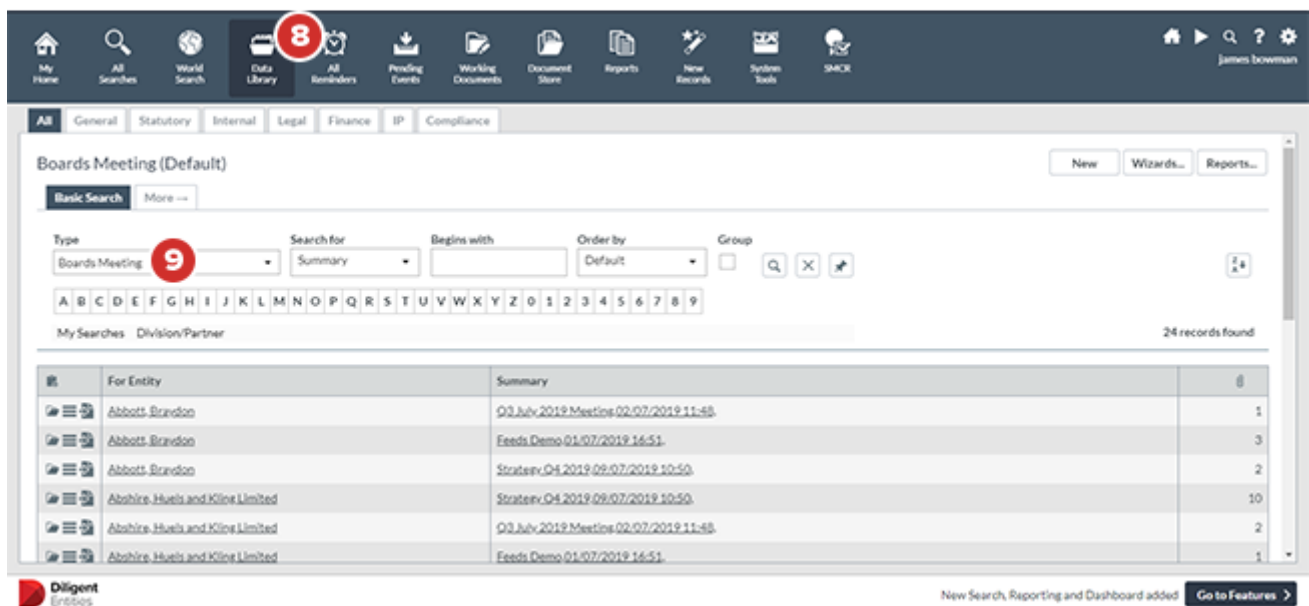 8
My Home
All Searches
World Search
Data Library
All Reminders
Pending Events
Working Documents
Document Store
Reports
New Records
System Tools
SMCR
?
james bowman
All General Statutory Internal Legal Finance IP Compliance
Boards Meeting (Default)
New Wizards... Reports...
Basic Search More →
Type Search for Begins with Order by Group
Boards Meeting 9 Summary Default
A B C D E F G H I J K L M N O P Q R S T U V W X Y Z 0 1 2 3 4 5 6 7 8 9
My Searches Division/Partner 24 records found
For Entity Summary
Abbott, Braydon Q3 July 2019 Meeting,02/07/2019 11:48, 1
Abbott, Braydon Feeds Demo,01/07/2019 16:51, 3
Abbott, Braydon Strategy Q4 2019,09/07/2019 10:50, 2
Abshire, Huels and Kling Limited Strategy Q4 2019,09/07/2019 10:50, 10
Abshire, Huels and Kling Limited Q3 July 2019 Meeting,02/07/2019 11:48, 2
Abshire, Huels and Kling Limited Feeds Demo,01/07/2019 16:51, 1
Diligent
Entities
New Search, Reporting and Dashboard added Go to Features >